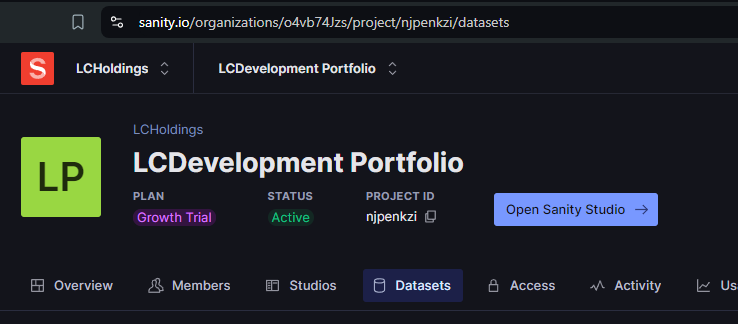 sanity.io/organizations/o4vb74Jzs/project/njpenkzi/datasets
S LCHoldings LCDevelopment Portfolio
LCHoldings
LP LCDevelopment Portfolio
PLAN STATUS PROJECT ID
Growth Trial Active njpenkzi Open Sanity Studio →
Overview Members Studios Datasets Access Activity Us